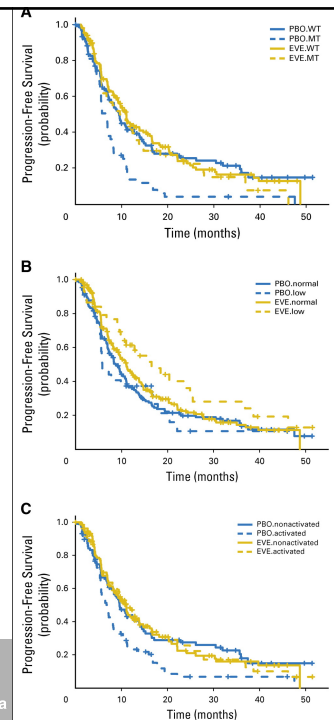 A
1.0
0.8
0.6
0.4
0.2
0
10
20
30
40
50
Progression-Free Survival
(probability)
Time (months)
PBO.WT
PBO.MT
EVE.WT
EVE.MT
B
1.0
0.8
0.6
0.4
0.2
0
10
20
30
40
50
Progression-Free Survival
(probability)
Time (months)
PBO.normal
PBO.low
EVE.normal
EVE.low
C
1.0
0.8
0.6
0.4
0.2
0
10
20
30
40
50
Progression-Free Survival
(probability)
Time (months)
PBO.nonactivated
PBO.activated
EVE.nonactivated
EVE.activated
a